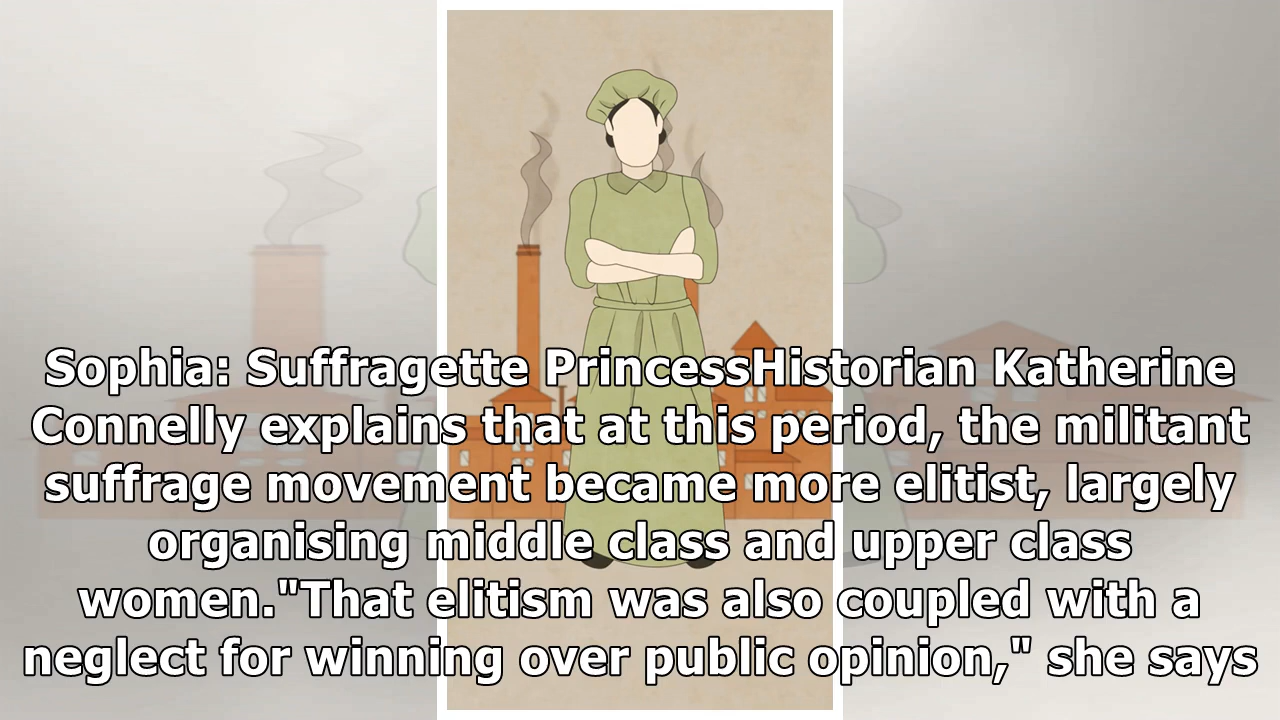 Sophia: Suffragette PrincessHistorian Katherine
Connelly explains that at this period, the militant
suffrage movement became more elitist, largely
organising middle class and upper class
women."That elitism was also coupled with a
neglect for winning over public opinion," she says